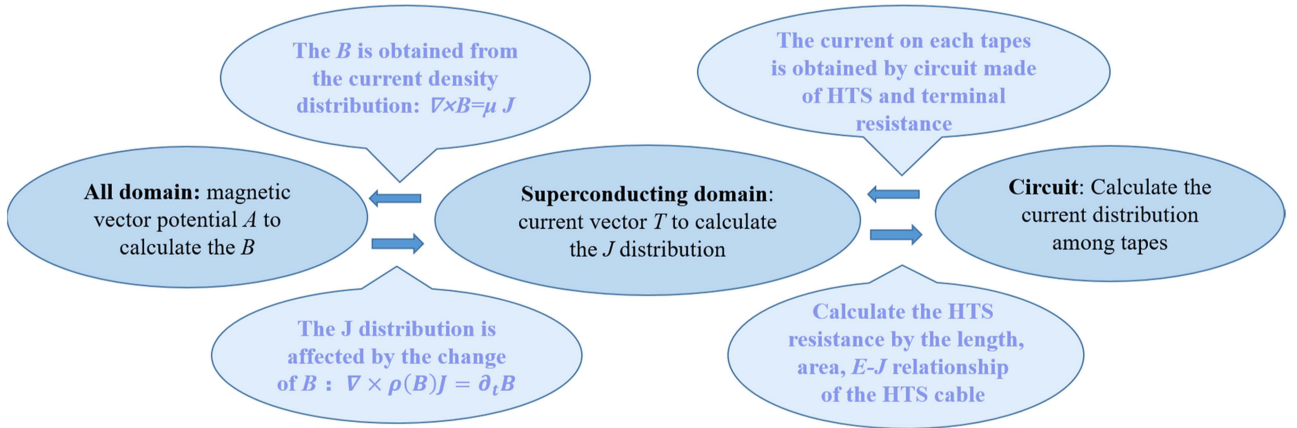 The B is obtained from
the current density
distribution: ∇×B=μ J
The current on each tapes
is obtained by circuit made
of HTS and terminal
resistance
All domain: magnetic
vector potential A to
calculate the B
Superconducting domain:
current vector T to calculate
the J distribution
Circuit: Calculate the
current distribution
among tapes
The J distribution is
affected by the change
of B : ∇ × ρ(B)J = ∂ₜB
Calculate the HTS
resistance by the length,
area, E-J relationship
of the HTS cable